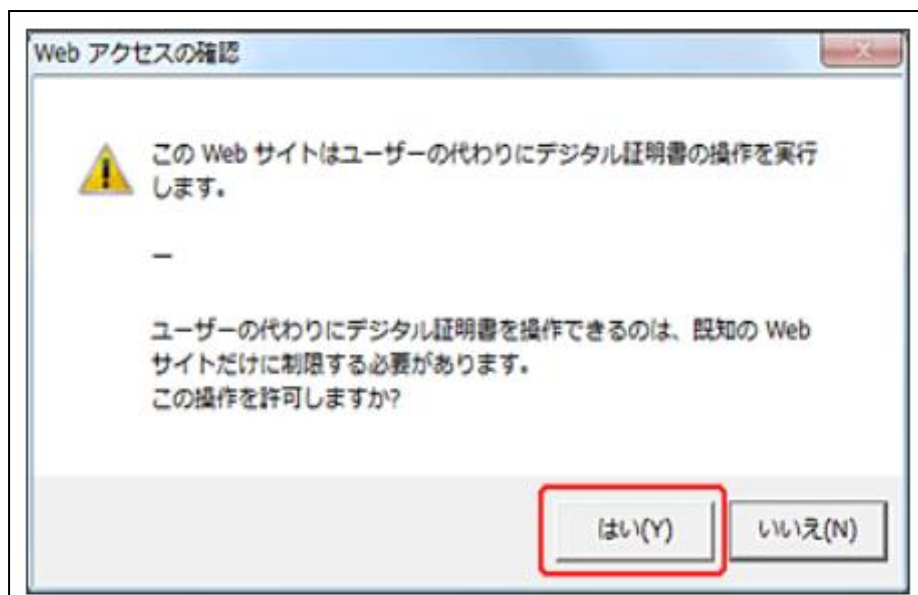 Web アクセスの確認
この Web サイトはユーザーの代わりにデジタル証明書の操作を実行
します。
ー
ユーザーの代わりにデジタル証明書を操作できるのは、既知の Web
サイトだけに制限する必要があります。
この操作を許可しますか?
はい(Y)
いいえ(N)